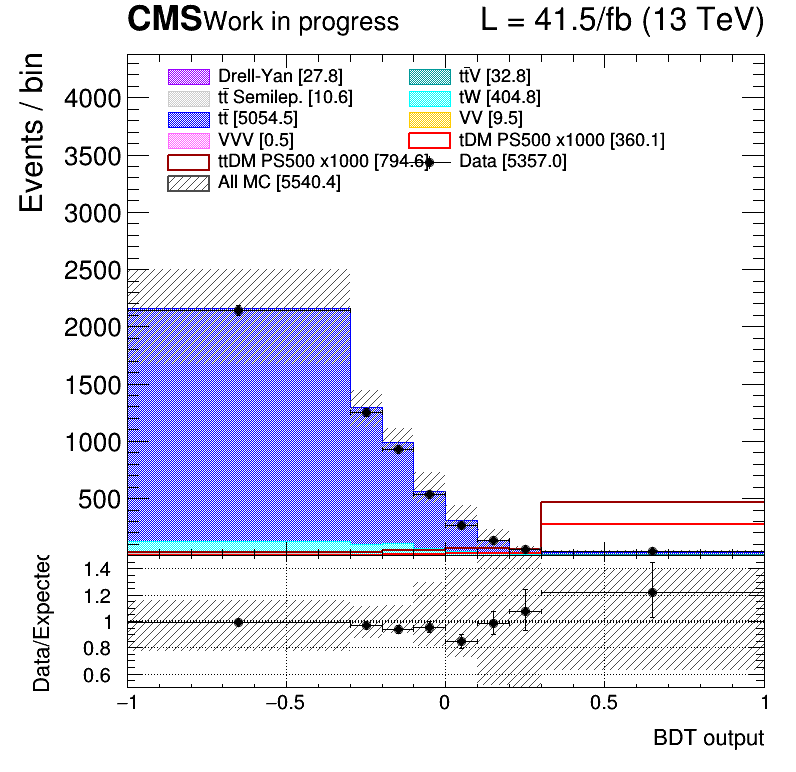 CMS Work in progress L = 41.5/fb (13 TeV)
Events / bin
Drell-Yan [27.8] tt̄V [32.8]
tt̄ Semilep. [10.6] tW [404.8]
tt̄ [5054.5] VV [9.5]
VVV [0.5] tDM PS500 x1000 [360.1]
ttDM PS500 x1000 [794.6] Data [5357.0]
All MC [5540.4]
4000
3500
3000
2500
2000
1500
1000
500
Data/Expected
1.4
1.2
1
0.8
0.6
−1 −0.5 0 0.5 1
BDT output